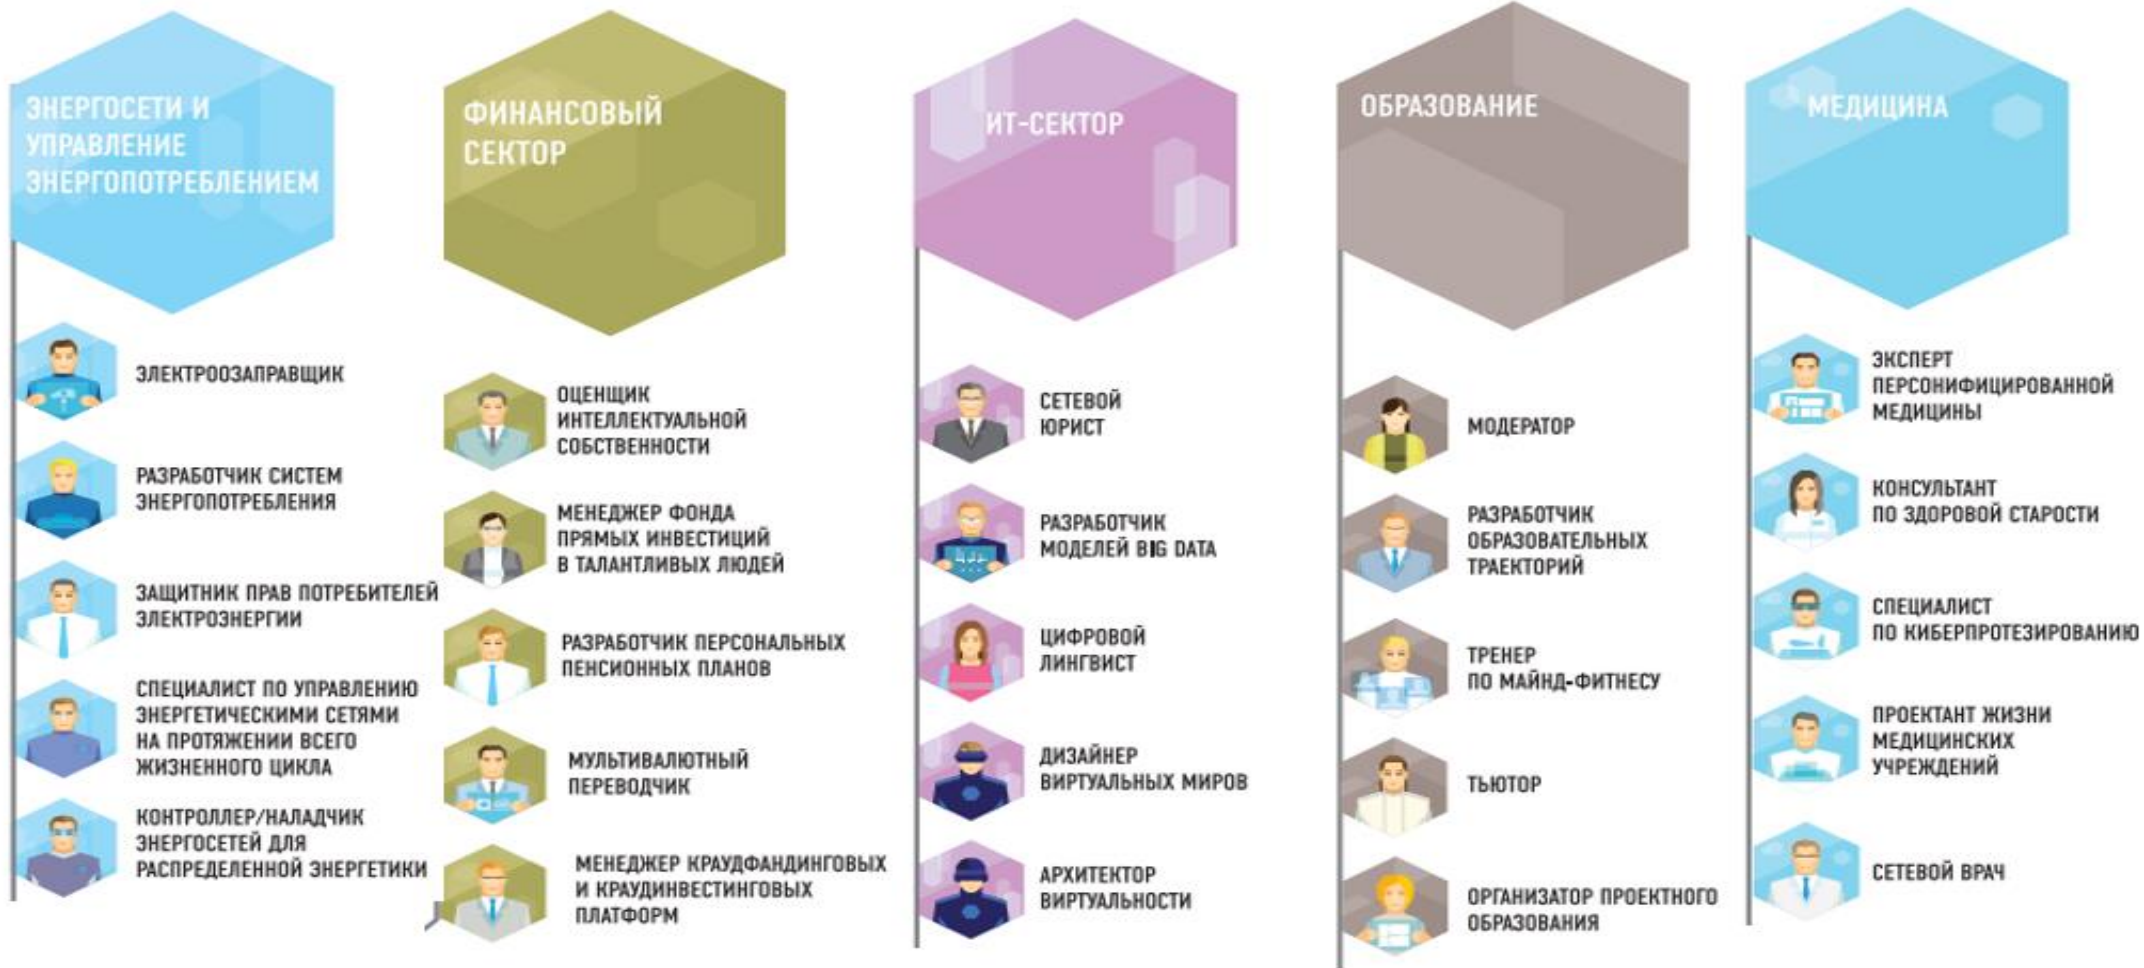 ЭНЕРГОСЕТИ И
УПРАВЛЕНИЕ
ЭНЕРГОПОТРЕБЛЕНИЕМ
ЭЛЕКТРООЗАПРАВЩИК
РАЗРАБОТЧИК СИСТЕМ
ЭНЕРГОПОТРЕБЛЕНИЯ
ЗАЩИТНИК ПРАВ ПОТРЕБИТЕЛЕЙ
ЭЛЕКТРОЭНЕРГИИ
СПЕЦИАЛИСТ ПО УПРАВЛЕНИЮ
ЭНЕРГЕТИЧЕСКИМИ СЕТЯМИ
НА ПРОТЯЖЕНИИ ВСЕГО
ЖИЗНЕННОГО ЦИКЛА
КОНТРОЛЛЕР/НАЛАДЧИК
ЭНЕРГОСЕТЕЙ ДЛЯ
РАСПРЕДЕЛЕННОЙ ЭНЕРГЕТИКИ
ФИНАНСОВЫЙ
СЕКТОР
ОЦЕНЩИК
ИНТЕЛЛЕКТУАЛЬНОЙ
СОБСТВЕННОСТИ
МЕНЕДЖЕР ФОНДА
ПРЯМЫХ ИНВЕСТИЦИЙ
В ТАЛАНТЛИВЫХ ЛЮДЕЙ
РАЗРАБОТЧИК ПЕРСОНАЛЬНЫХ
ПЕНСИОННЫХ ПЛАНОВ
МУЛЬТИВАЛЮТНЫЙ
ПЕРЕВОДЧИК
МЕНЕДЖЕР КРАУДФАНДИНГОВЫХ
И КРАУДИНВЕСТИНГОВЫХ
ПЛАТФОРМ
ИТ-СЕКТОР
СЕТЕВОЙ
ЮРИСТ
РАЗРАБОТЧИК
МОДЕЛЕЙ BIG DATA
ЦИФРОВОЙ
ЛИНГВИСТ
ДИЗАЙНЕР
ВИРТУАЛЬНЫХ МИРОВ
АРХИТЕКТОР
ВИРТУАЛЬНОСТИ
ОБРАЗОВАНИЕ
МОДЕРАТОР
РАЗРАБОТЧИК
ОБРАЗОВАТЕЛЬНЫХ
ТРАЕКТОРИЙ
ТРЕНЕР
ПО МАЙНД-ФИТНЕСУ
ТЬЮТОР
ОРГАНИЗАТОР ПРОЕКТНОГО
ОБРАЗОВАНИЯ
МЕДИЦИНА
ЭКСПЕРТ
ПЕРСОНИФИЦИРОВАННОЙ
МЕДИЦИНЫ
КОНСУЛЬТАНТ
ПО ЗДОРОВОЙ СТАРОСТИ
СПЕЦИАЛИСТ
ПО КИБЕРПРОТЕЗИРОВАНИЮ
ПРОЕКТАНТ ЖИЗНИ
МЕДИЦИНСКИХ
УЧРЕЖДЕНИЙ
СЕТЕВОЙ ВРАЧ